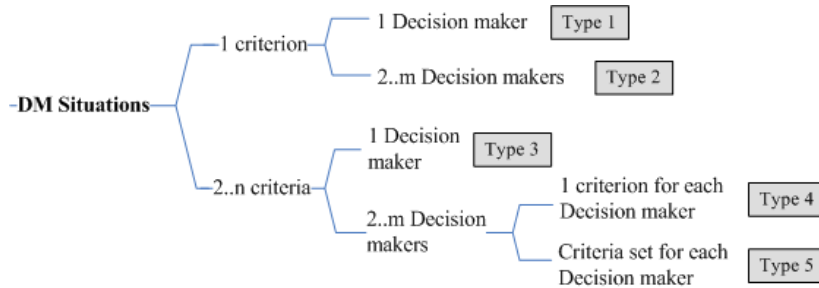 1 Decision maker
Type 1
1 criterion
2..m Decision makers
Type 2
DM Situations
1 Decision
maker
Type 3
2..n criteria
1 criterion for each
Decision maker
Type 4
2..m Decision
makers
Criteria set for each
Decision maker
Type 5